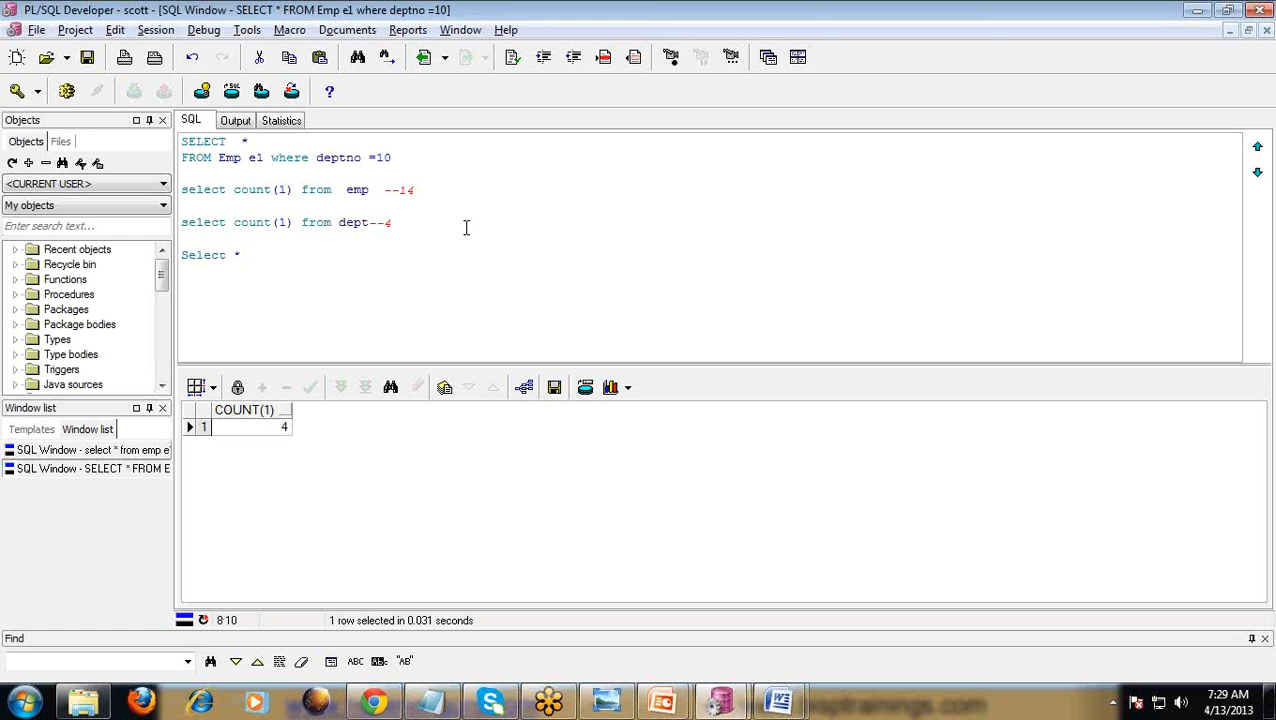 PL/SQL Developer - scott - [SQL Window - SELECT * FROM Emp e1 where deptno =10]
File Project Edit Session Debug Tools Macro Documents Reports Window Help
Objects
Objects Files
<CURRENT USER>
My objects
Enter search text...
Recent objects
Recycle bin
Functions
Procedures
Packages
Package bodies
Types
Type bodies
Triggers
Java sources
Window list
Templates Window list
SQL Window - select * from emp e
SQL Window - SELECT * FROM E
SQL Output Statistics
SELECT *
FROM Emp e1 where deptno =10
select count(1) from emp --14
select count(1) from dept--4
Select *
COUNT(1)
1 4
8:10 1 row selected in 0.031 seconds
Find
ABC ABc "AB"
7:29 AM
4/13/2013